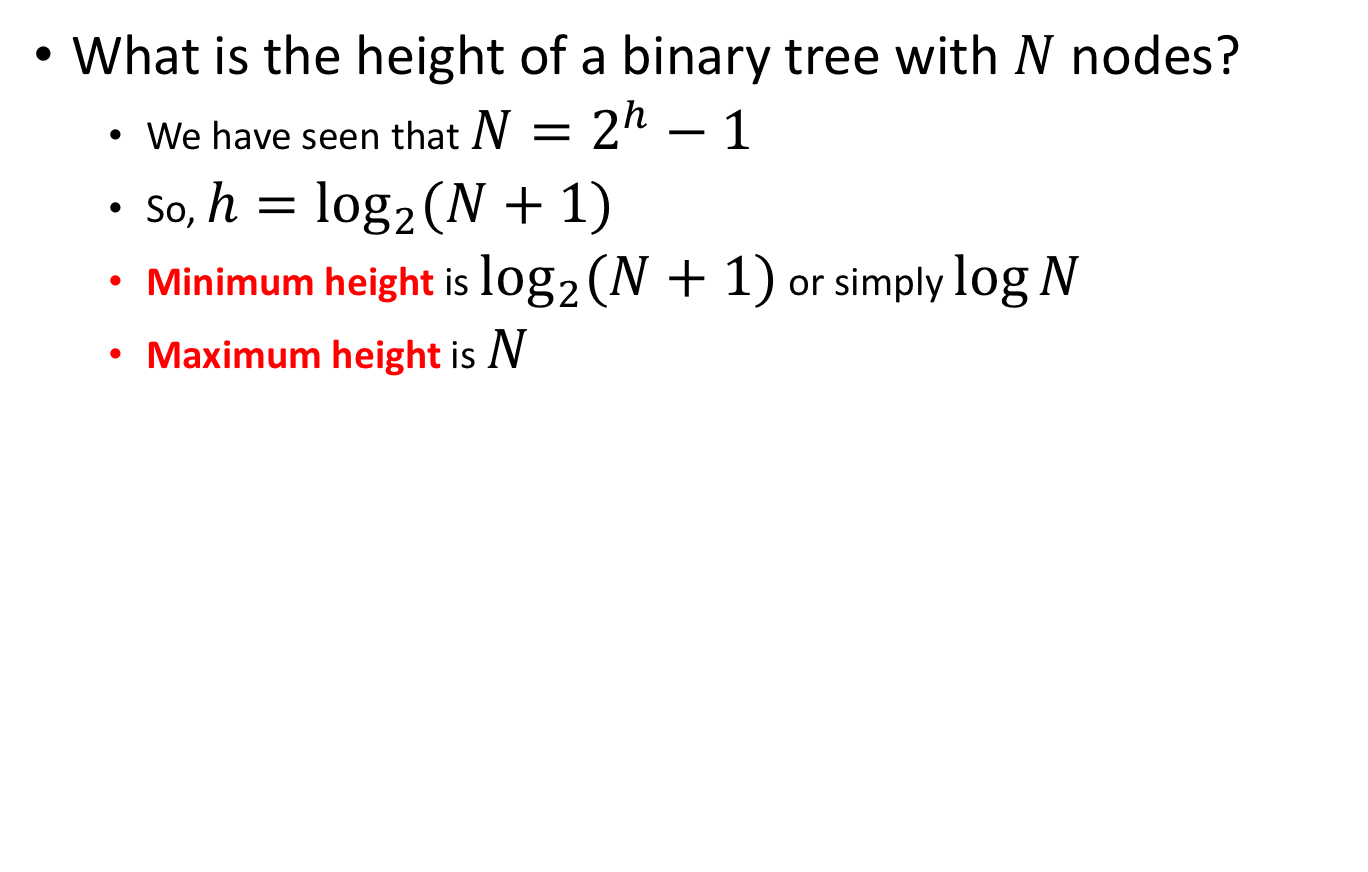 • What is the height of a binary tree with 𝑁 nodes?
• We have seen that 𝑁 = 2ʰ − 1
• So, ℎ = log₂(𝑁 + 1)
• Minimum height is log₂(𝑁 + 1) or simply log 𝑁
• Maximum height is 𝑁